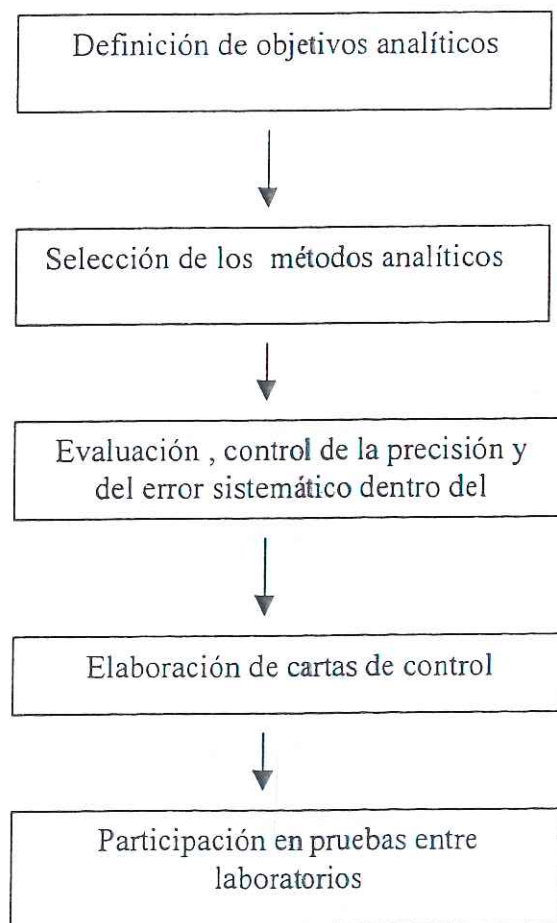 Definición de objetivos analíticos
Selección de los métodos analíticos
Evaluación , control de la precisión y
del error sistemático dentro del
Elaboración de cartas de control
Participación en pruebas entre
laboratorios